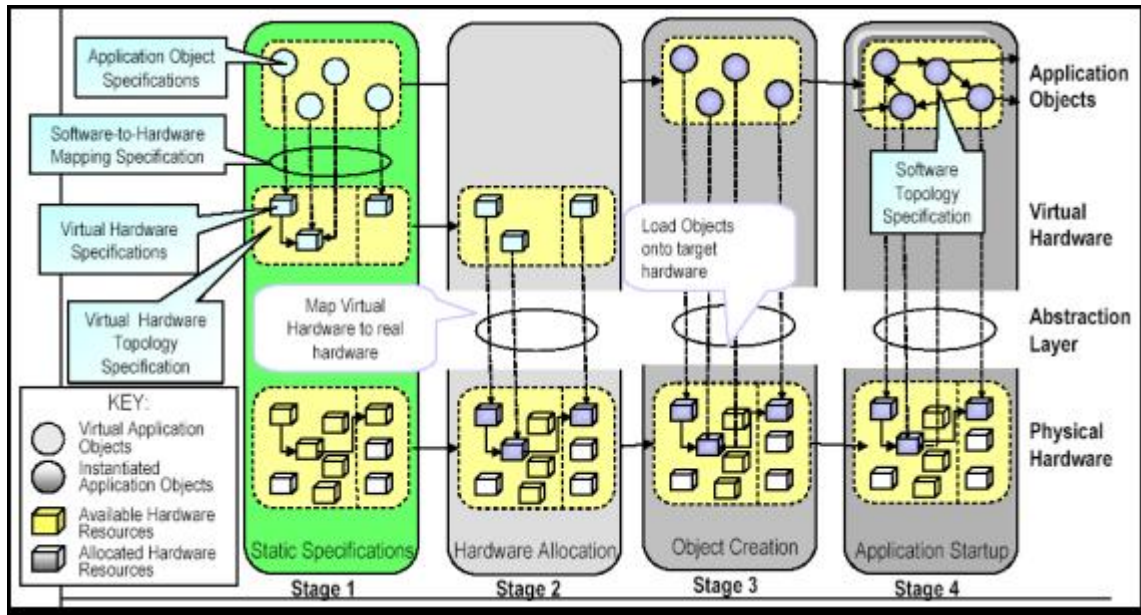 Application Object
Specifications
Software-to-Hardware
Mapping Specification
Virtual Hardware
Specifications
Virtual Hardware
Topology
Specification
KEY:
Virtual Application
Objects
Instantiated
Application Objects
Available Hardware
Resources
Allocated Hardware
Resources
Map Virtual
Hardware to real
hardware
Load Objects
onto target
hardware
Software
Topology
Specification
Application
Objects
Virtual
Hardware
Abstraction
Layer
Physical
Hardware
Static Specifications
Hardware Allocation
Object Creation
Application Startup
Stage 1
Stage 2
Stage 3
Stage 4